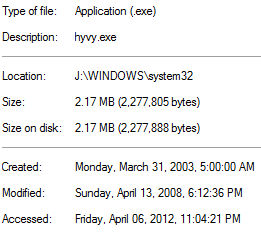 Type of file: Application (.exe)
Description: hyvy.exe
Location: J:\WINDOWS\system32
Size: 2.17 MB (2,277,805 bytes)
Size on disk: 2.17 MB (2,277,888 bytes)
Created: Monday, March 31, 2003, 5:00:00 AM
Modified: Sunday, April 13, 2008, 6:12:36 PM
Accessed: Friday, April 06, 2012, 11:04:21 PM